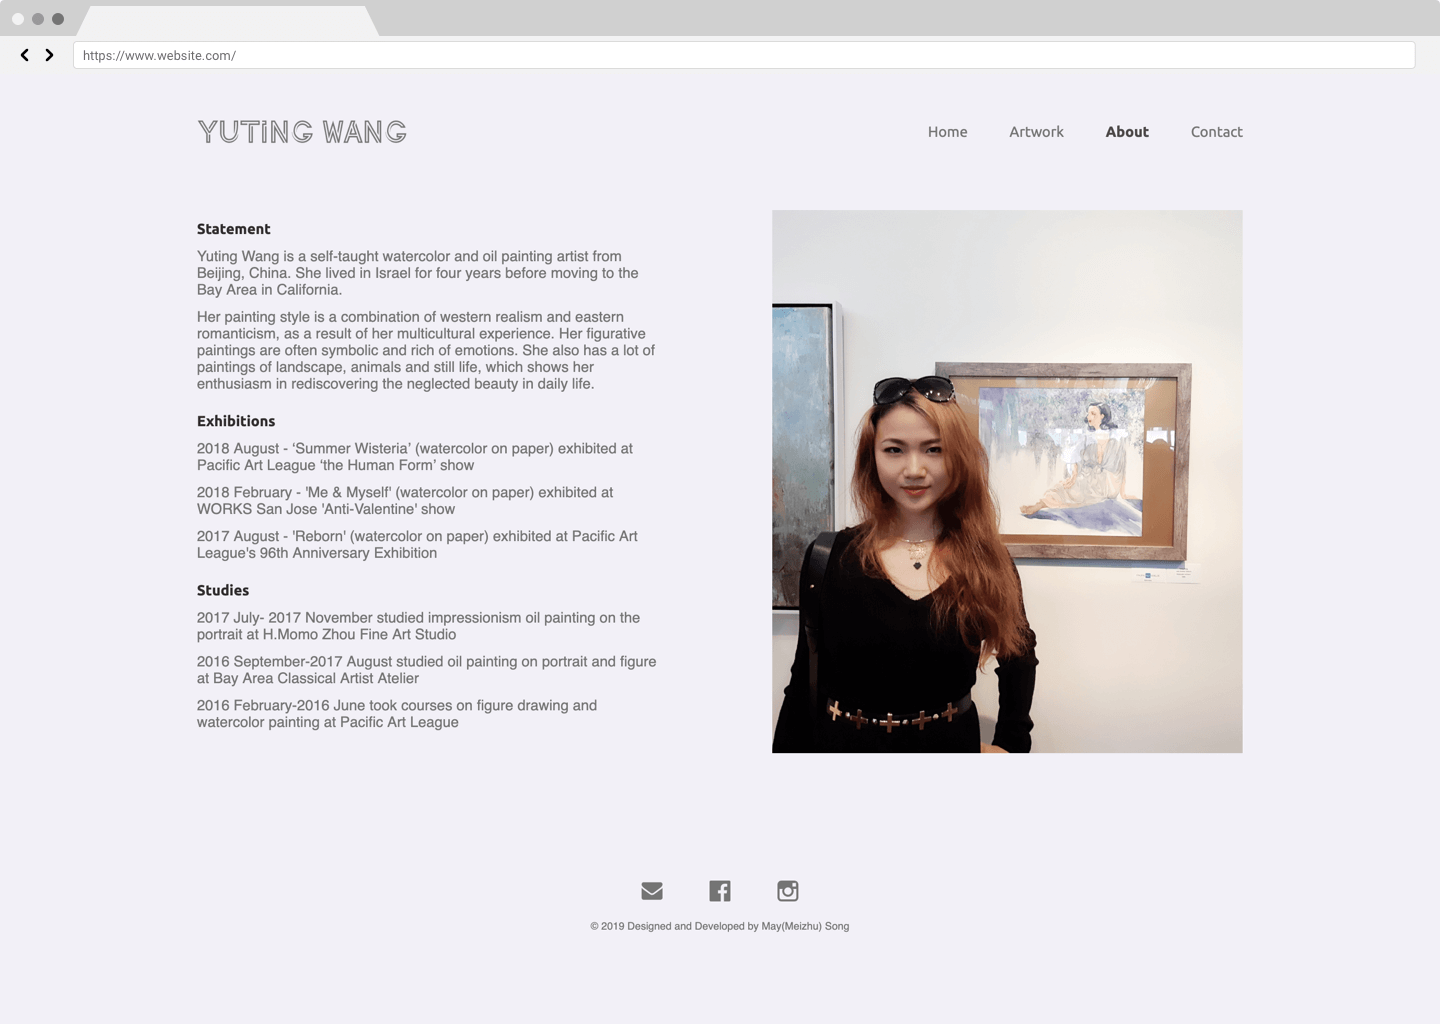 https://www.website.com/
YUTiNG WANG
Home
Artwork
About
Contact
Statement
Yuting Wang is a self-taught watercolor and oil painting artist from
Beijing, China. She lived in Israel for four years before moving to the
Bay Area in California.
Her painting style is a combination of western realism and eastern
romanticism, as a result of her multicultural experience. Her figurative
paintings are often symbolic and rich of emotions. She also has a lot of
paintings of landscape, animals and still life, which shows her
enthusiasm in rediscovering the neglected beauty in daily life.
Exhibitions
2018 August - ‘Summer Wisteria’ (watercolor on paper) exhibited at
Pacific Art League ‘the Human Form’ show
2018 February - 'Me & Myself' (watercolor on paper) exhibited at
WORKS San Jose 'Anti-Valentine' show
2017 August - 'Reborn' (watercolor on paper) exhibited at Pacific Art
League's 96th Anniversary Exhibition
Studies
2017 July- 2017 November studied impressionism oil painting on the
portrait at H.Momo Zhou Fine Art Studio
2016 September-2017 August studied oil painting on portrait and figure
at Bay Area Classical Artist Atelier
2016 February-2016 June took courses on figure drawing and
watercolor painting at Pacific Art League
© 2019 Designed and Developed by May(Meizhu) Song